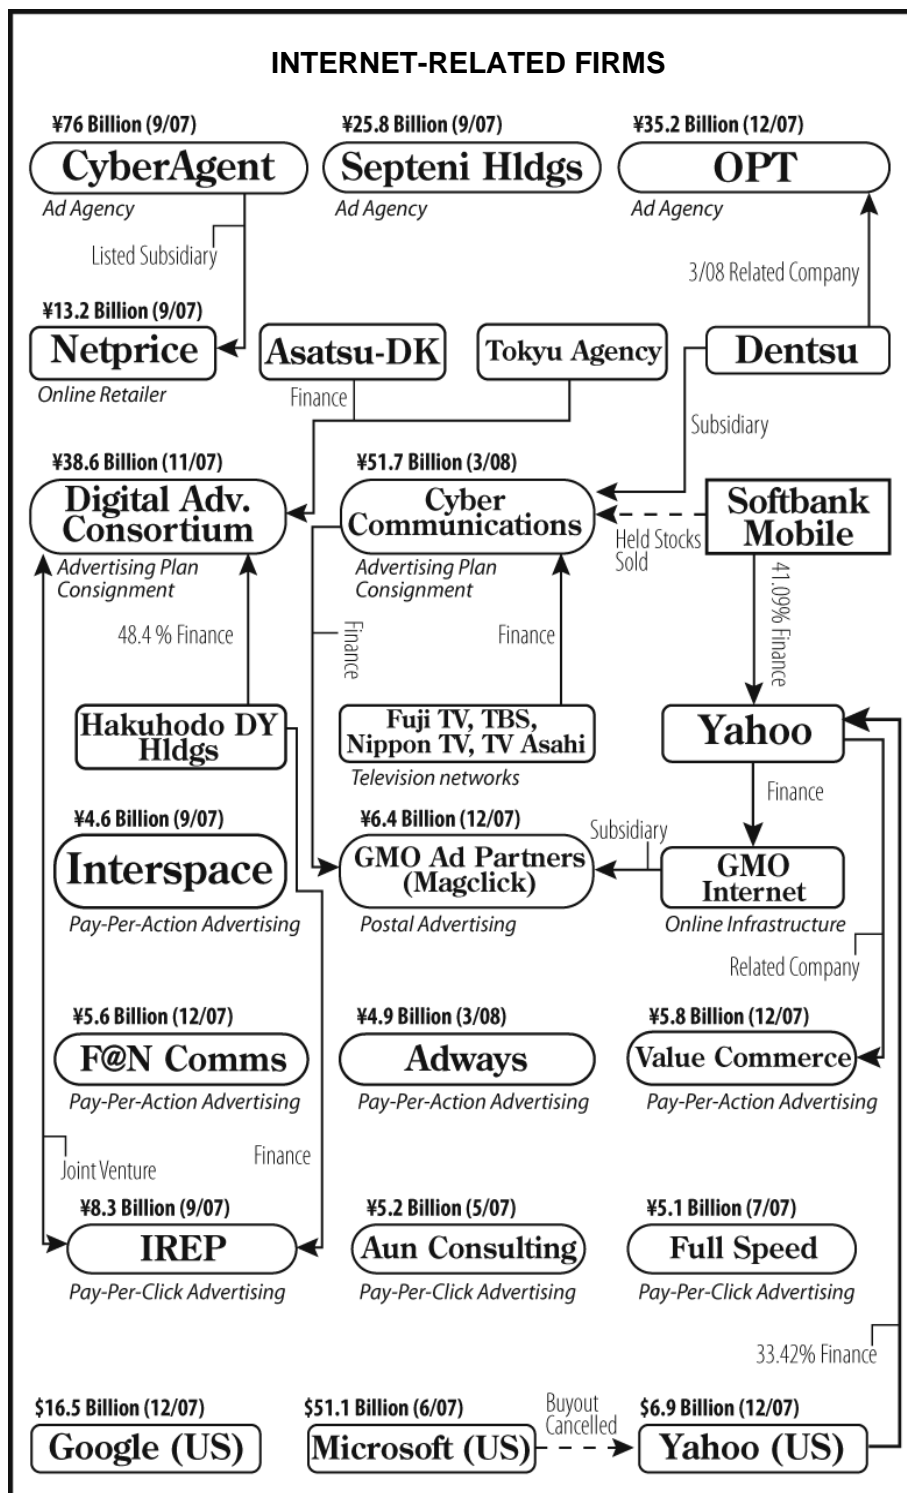 INTERNET-RELATED FIRMS
¥76 Billion (9/07)
CyberAgent
Ad Agency
¥25.8 Billion (9/07)
Septeni Hldgs
Ad Agency
¥35.2 Billion (12/07)
OPT
Ad Agency
Listed Subsidiary
3/08 Related Company
¥13.2 Billion (9/07)
Netprice
Online Retailer
Asatsu-DK
Tokyu Agency
Dentsu
Finance
Subsidiary
¥38.6 Billion (11/07)
Digital Adv.
Consortium
Advertising Plan
Consignment
¥51.7 Billion (3/08)
Cyber
Communications
Advertising Plan
Consignment
Softbank
Mobile
Held Stocks
Sold
41.09% Finance
48.4 % Finance
Finance
Finance
Hakuhodo DY
Hldgs
Fuji TV, TBS,
Nippon TV, TV Asahi
Television networks
Yahoo
Finance
¥4.6 Billion (9/07)
Interspace
Pay-Per-Action Advertising
¥6.4 Billion (12/07)
GMO Ad Partners
(Magclick)
Postal Advertising
Subsidiary
GMO
Internet
Online Infrastructure
Related Company
¥5.6 Billion (12/07)
F@N Comms
Pay-Per-Action Advertising
¥4.9 Billion (3/08)
Adways
Pay-Per-Action Advertising
¥5.8 Billion (12/07)
Value Commerce
Pay-Per-Action Advertising
Joint Venture
Finance
¥8.3 Billion (9/07)
IREP
Pay-Per-Click Advertising
¥5.2 Billion (5/07)
Aun Consulting
Pay-Per-Click Advertising
¥5.1 Billion (7/07)
Full Speed
Pay-Per-Click Advertising
33.42% Finance
$16.5 Billion (12/07)
Google (US)
$51.1 Billion (6/07)
Microsoft (US)
Buyout
Cancelled
$6.9 Billion (12/07)
Yahoo (US)